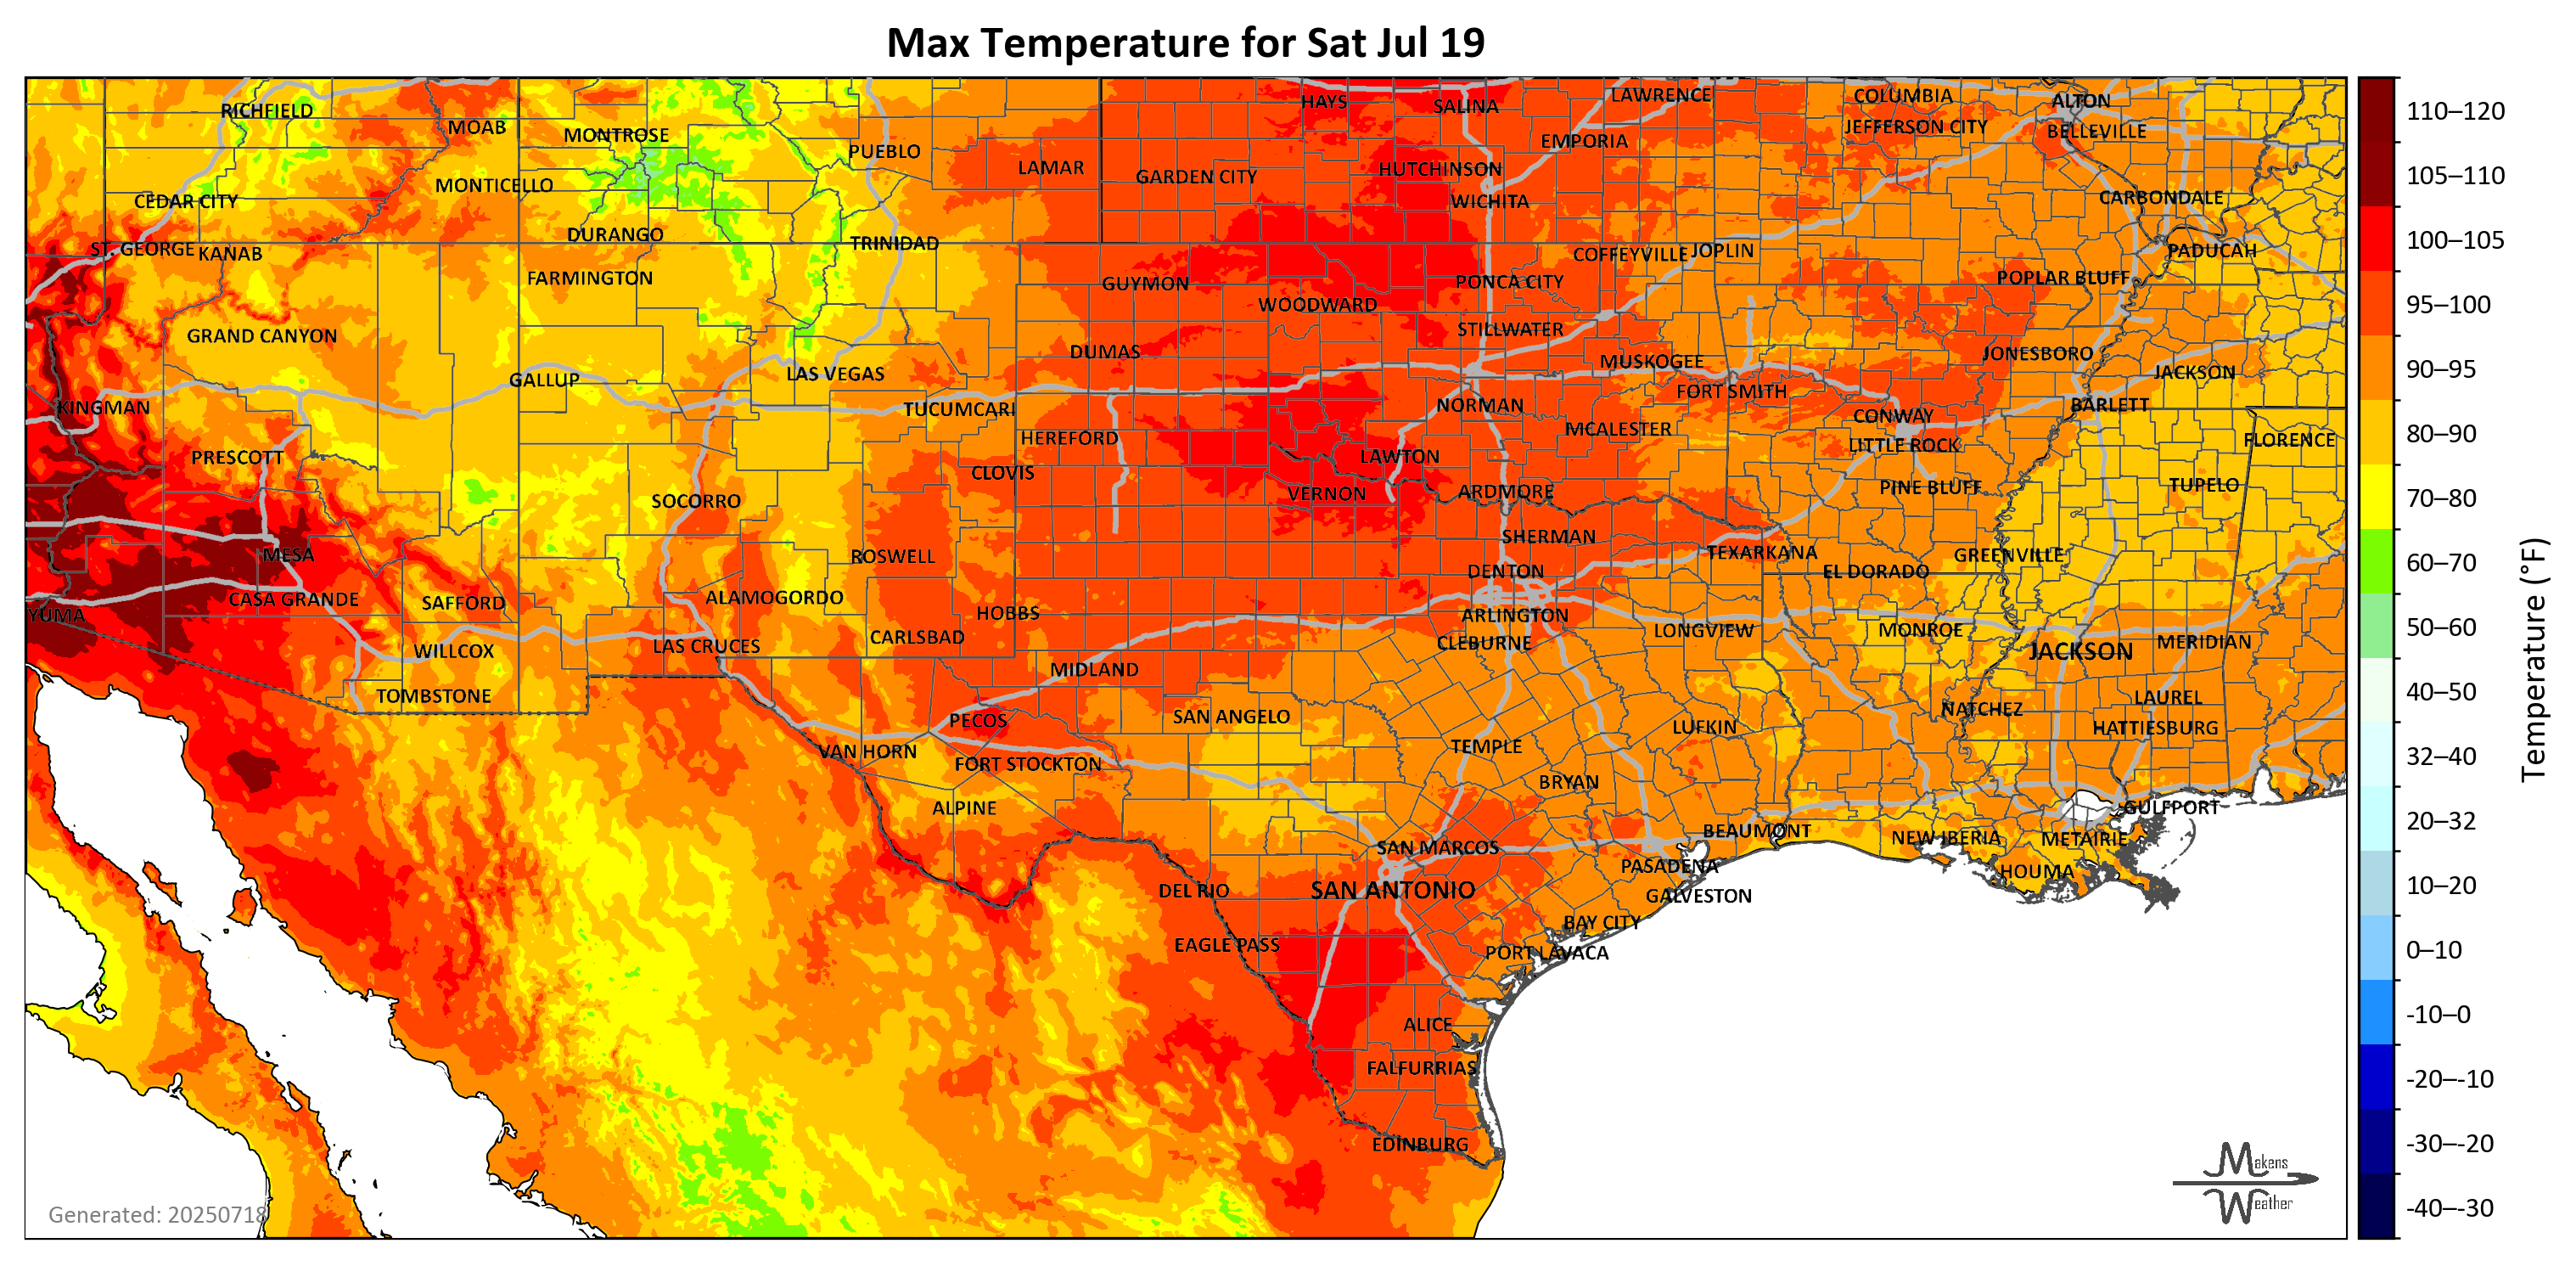 Max Temperature for Sat Jul 19
RICHFIELD
MOAB
MONTROSE
PUEBLO
LAMAR
HAYS
SALINA
LAWRENCE
COLUMBIA
ALTON
JEFFERSON CITY
BELLEVILLE
EMPORIA
GARDEN CITY
HUTCHINSON
MONTICELLO
CEDAR CITY
WICHITA
CARBONDALE
DURANGO
TRINIDAD
ST. GEORGE
KANAB
COFFEYVILLE
JOPLIN
PADUCAH
FARMINGTON
GUYMON
WOODWARD
PONCA CITY
POPLAR BLUFF
GRAND CANYON
STILLWATER
DUMAS
MUSKOGEE
JONESBORO
GALLUP
LAS VEGAS
FORT SMITH
JACKSON
KINGMAN
TUCUMCARI
NORMAN
CONWAY
BARLETT
HEREFORD
MCALESTER
LITTLE ROCK
FLORENCE
PRESCOTT
CLOVIS
LAWTON
SOCORRO
VERNON
ARDMORE
PINE BLUFF
TUPELO
MESA
ROSWELL
SHERMAN
TEXARKANA
GREENVILLE
DENTON
EL DORADO
CASA GRANDE
SAFFORD
ALAMOGORDO
HOBBS
YUMA
ARLINGTON
CARLSBAD
CLEBURNE
LONGVIEW
MONROE
MERIDIAN
WILLCOX
LAS CRUCES
JACKSON
MIDLAND
TOMBSTONE
PECOS
SAN ANGELO
LUFKIN
NATCHEZ
LAUREL
HATTIESBURG
VAN HORN
FORT STOCKTON
TEMPLE
BRYAN
ALPINE
GULFPORT
SAN MARCOS
BEAUMONT
NEW IBERIA
METAIRIE
PASADENA
HOUMA
DEL RIO
SAN ANTONIO
GALVESTON
BAY CITY
EAGLE PASS
PORT LAVACA
ALICE
FALFURRIAS
EDINBURG
Generated: 20250718
Makens
Weather
110–120
105–110
100–105
95–100
90–95
80–90
70–80
60–70
50–60
40–50
32–40
20–32
10–20
0–10
-10–0
-20–-10
-30–-20
-40–-30
Temperature (°F)